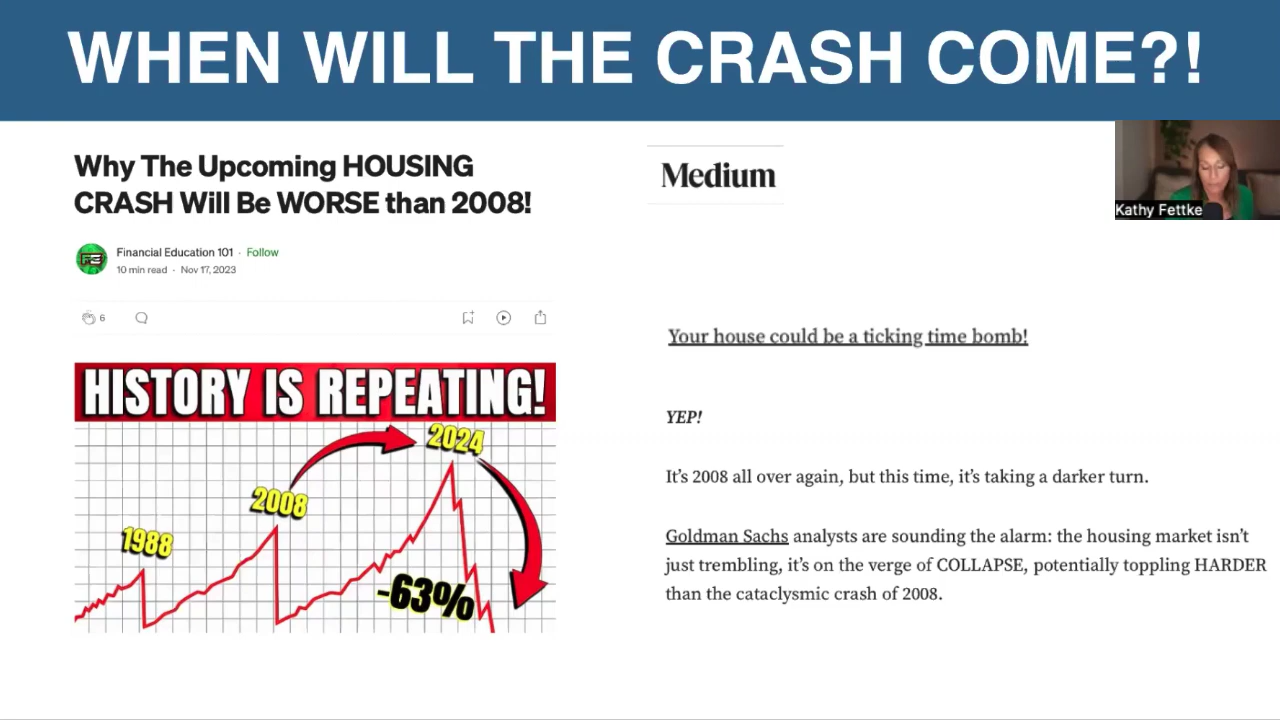 WHEN WILL THE CRASH COME?!
Why The Upcoming HOUSING
CRASH Will Be WORSE than 2008!
Financial Education 101 · Follow
10 min read · Nov 17, 2023
6
HISTORY IS REPEATING!
1988
2008
2024
-63%
Medium
Kathy Fettke
Your house could be a ticking time bomb!
YEP!
It’s 2008 all over again, but this time, it’s taking a darker turn.
Goldman Sachs analysts are sounding the alarm: the housing market isn’t
just trembling, it’s on the verge of COLLAPSE, potentially toppling HARDER
than the cataclysmic crash of 2008.